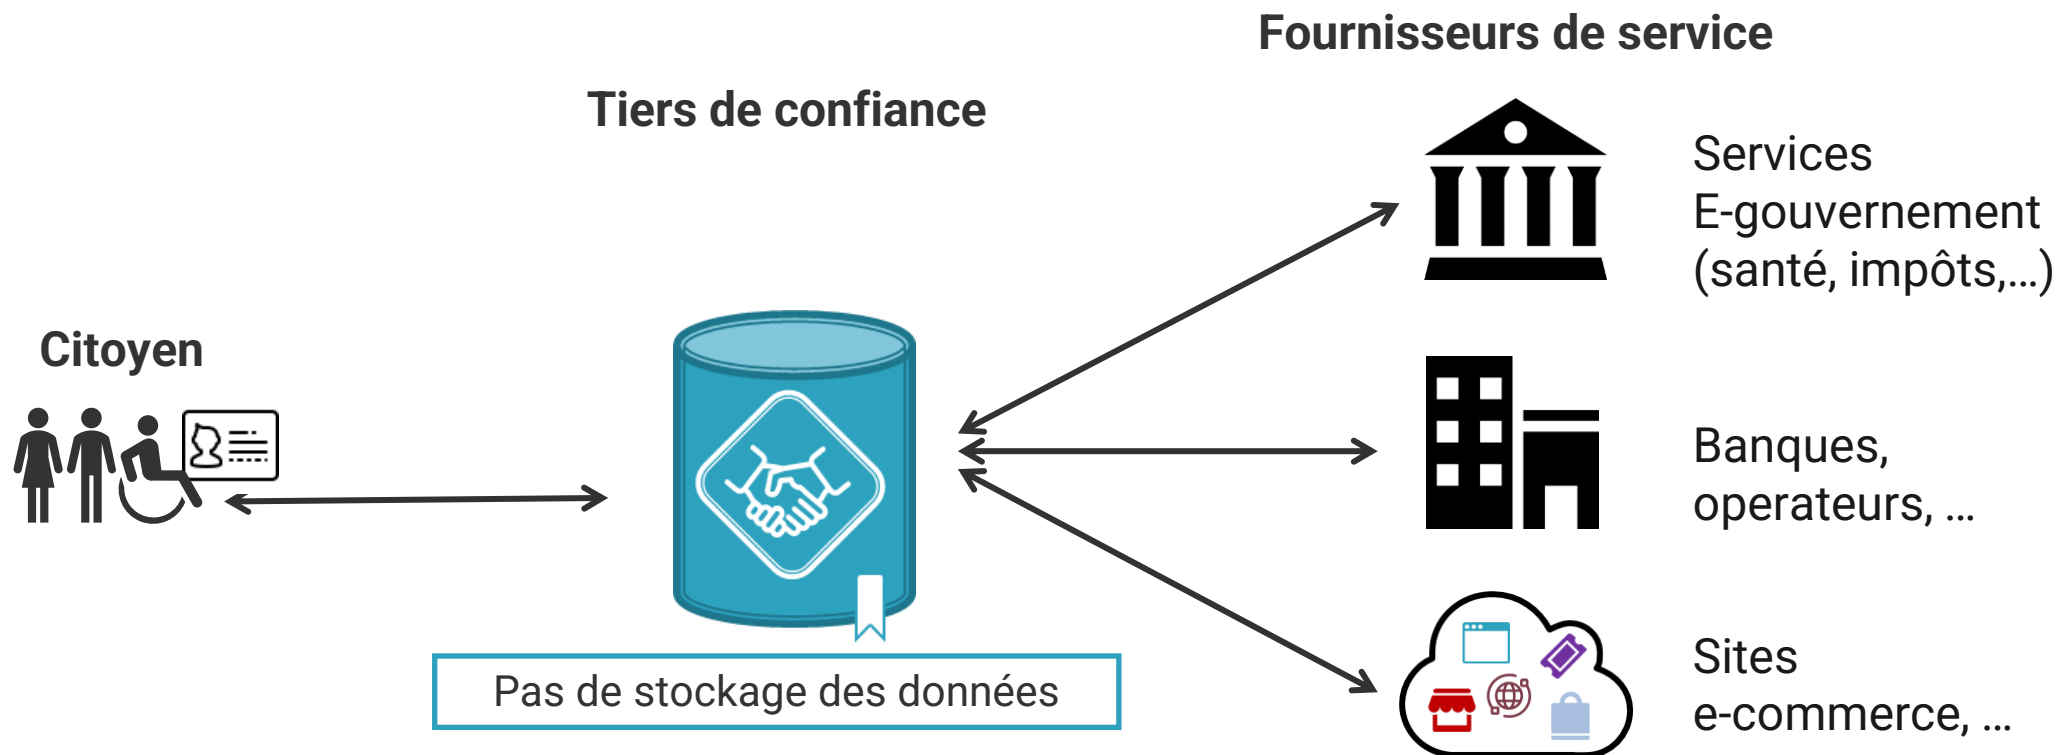 Fournisseurs de service
Tiers de confiance
Services
E-gouvernement
(santé, impôts,...)
Citoyen
Banques,
operateurs, ...
Pas de stockage des données
Sites
e-commerce, ...